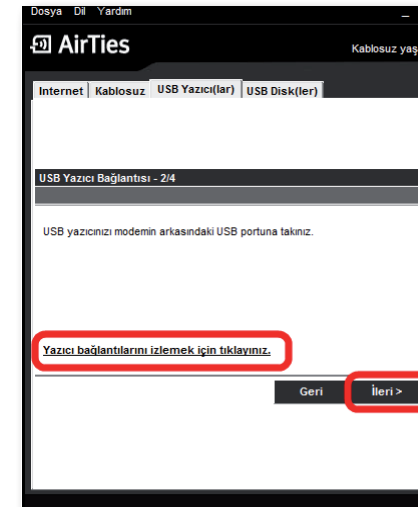 Dosya Dil Yardım
AirTies
Kablosuz yaş
Internet Kablosuz USB Yazıcı(lar) USB Disk(ler)
USB Yazıcı Bağlantısı - 2/4
USB yazıcınızı modemin arkasındaki USB portuna takınız.
Yazıcı bağlantılarını izlemek için tıklayınız.
Geri İleri >